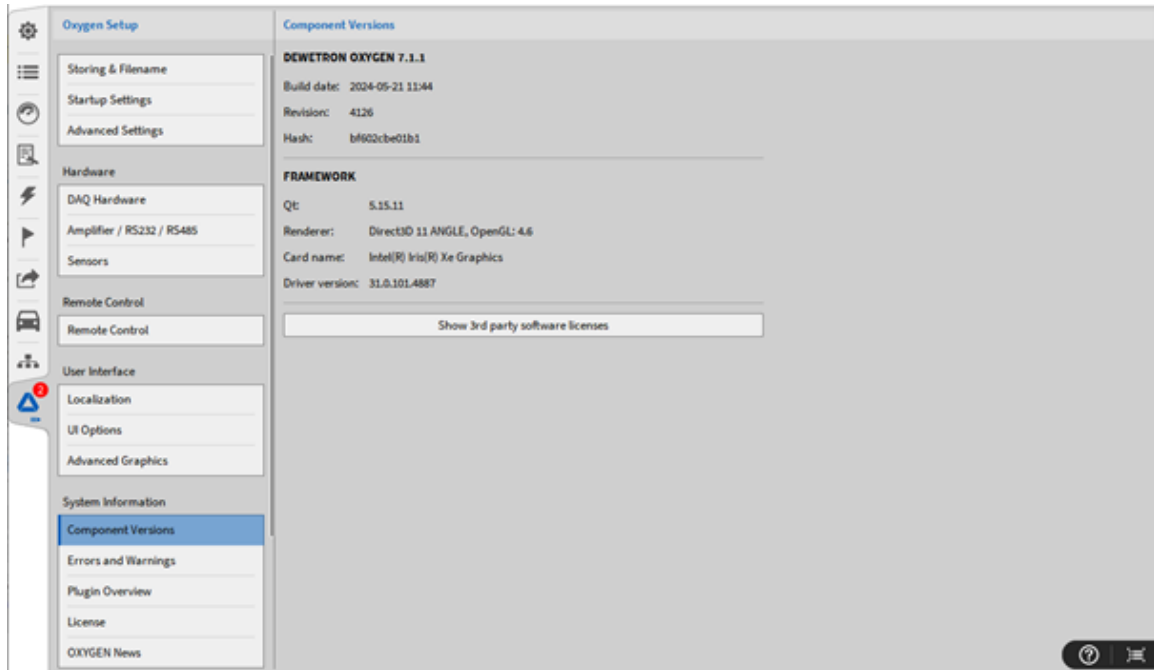 Oxygen Setup
Storing & Filename
Startup Settings
Advanced Settings
Hardware
DAQ Hardware
Amplifier / RS232 / RS485
Sensors
Remote Control
Remote Control
User Interface
Localization
UI Options
Advanced Graphics
System Information
Component Versions
Errors and Warnings
Plugin Overview
License
OXYGEN News
2
Component Versions
DEWETRON OXYGEN 7.1.1
Build date: 2024-05-21 11:44
Revision: 4126
Hash: bf602cbe01b1
FRAMEWORK
Qt: 5.15.11
Renderer: Direct3D 11 ANGLE, OpenGL: 4.6
Card name: Intel(R) Iris(R) Xe Graphics
Driver version: 31.0.101.4887
Show 3rd party software licenses